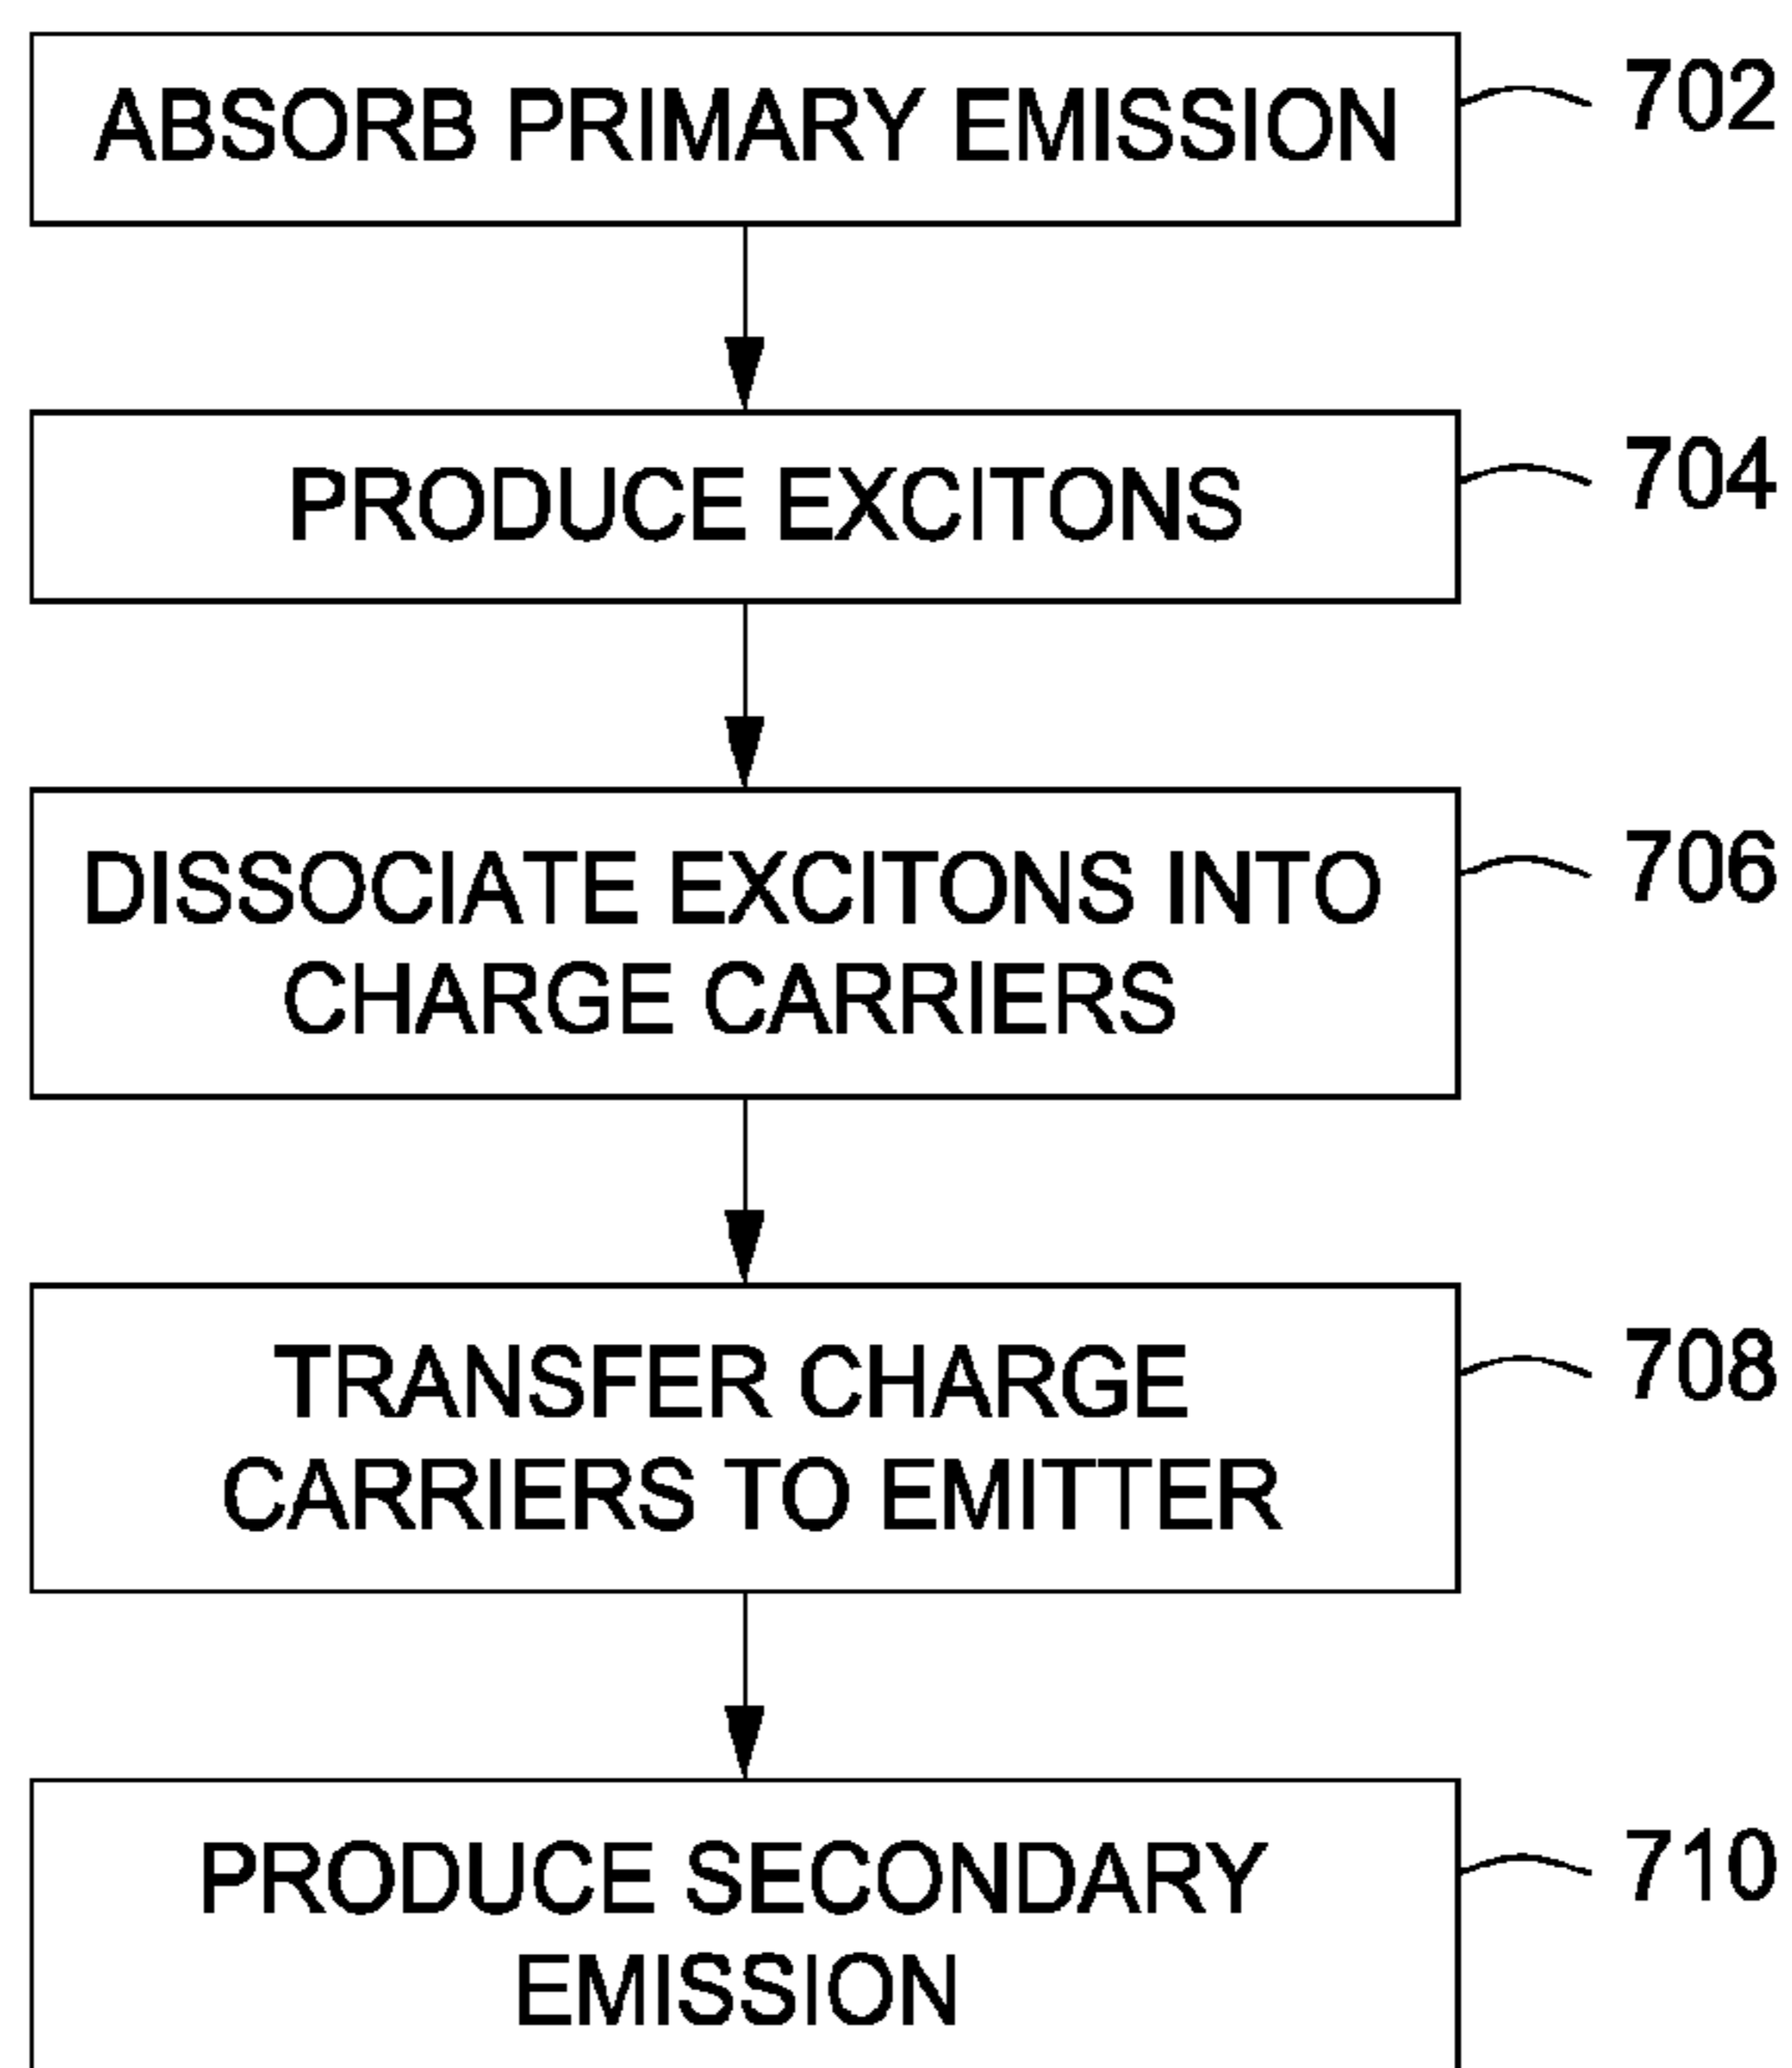 ABSORB PRIMARY EMISSION
702
PRODUCE EXCITONS
704
DISSOCIATE EXCITONS INTO
CHARGE CARRIERS
706
TRANSFER CHARGE
CARRIERS TO EMITTER
708
PRODUCE SECONDARY
EMISSION
710